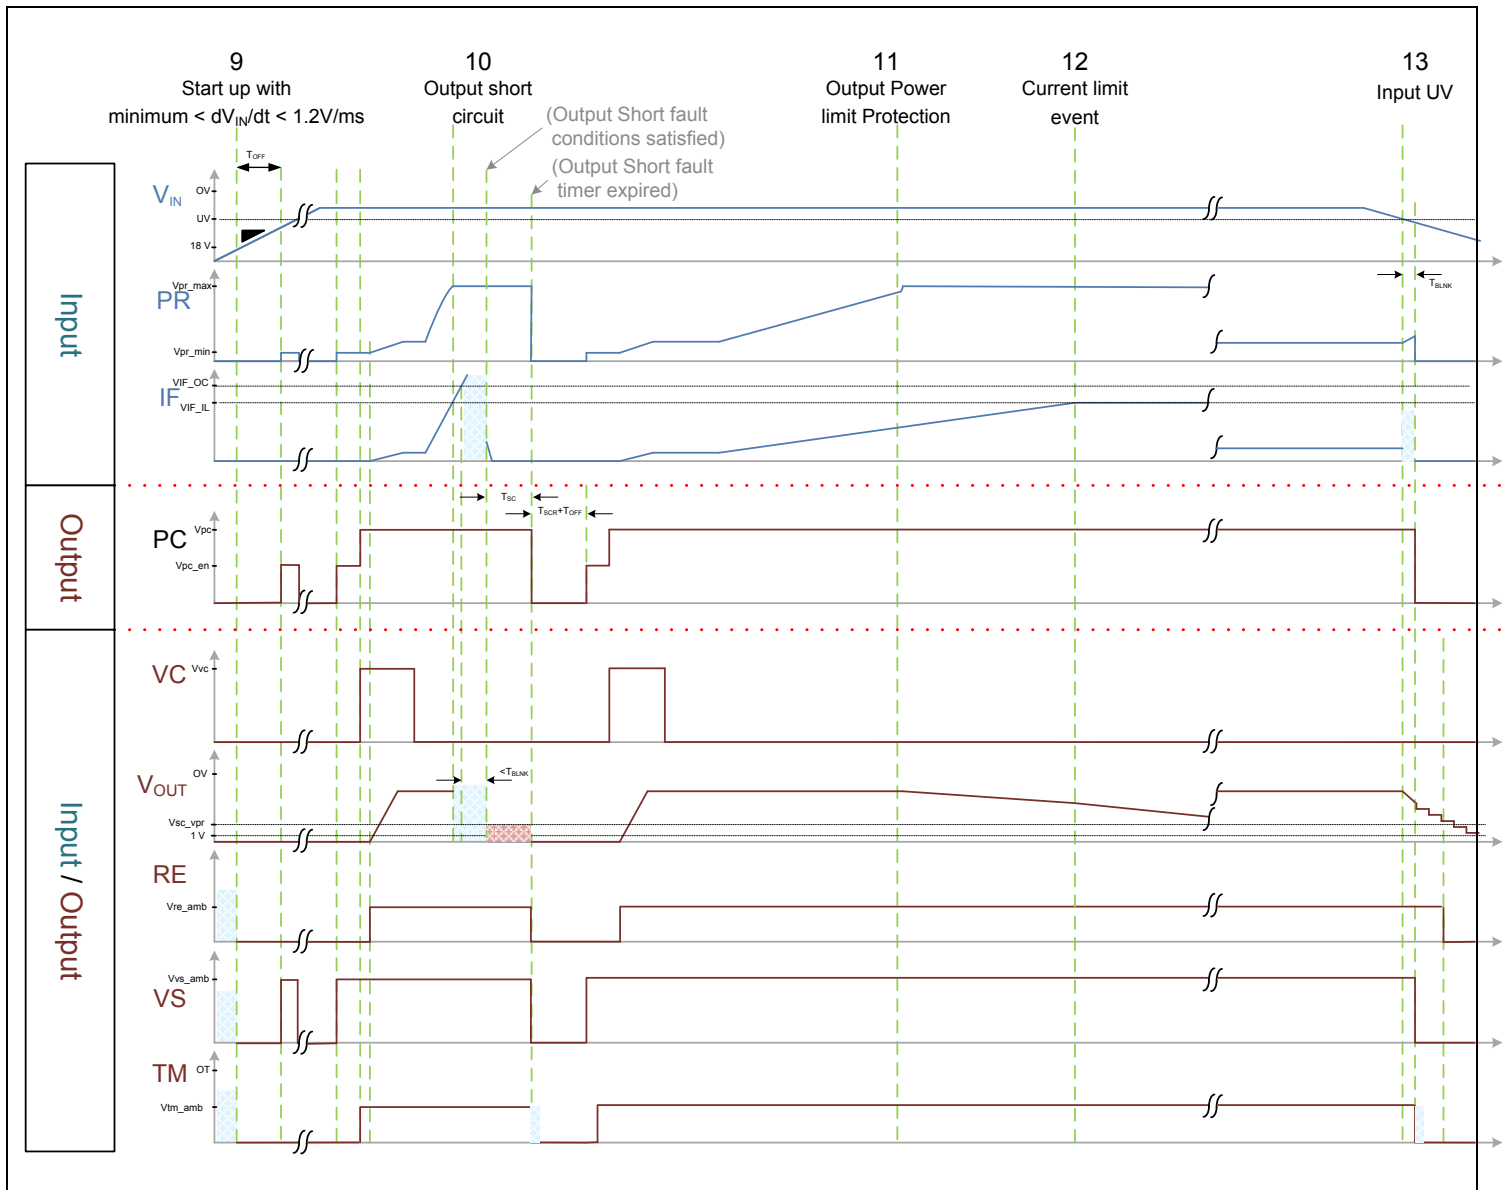 9
Start up with
minimum < dVIN/dt < 1.2V/ms
10
Output short
circuit
(Output Short fault
conditions satisfied)
(Output Short fault
timer expired)
11
Output Power
limit Protection
12
Current limit
event
13
Input UV
Input
TOFF
VIN
OV
UV
18 V
PR
Vpr_max
Vpr_min
TBLNK
IF
VIF_OC
VIF_IL
Output
TSC
TSCR+TOFF
PC
Vpc
Vpc_en
Input / Output
VC
Vvc
VOUT
OV
<TBLNK
Vsc_vpr
1 V
RE
Vre_amb
VS
Vvs_amb
TM
OT
Vtm_amb